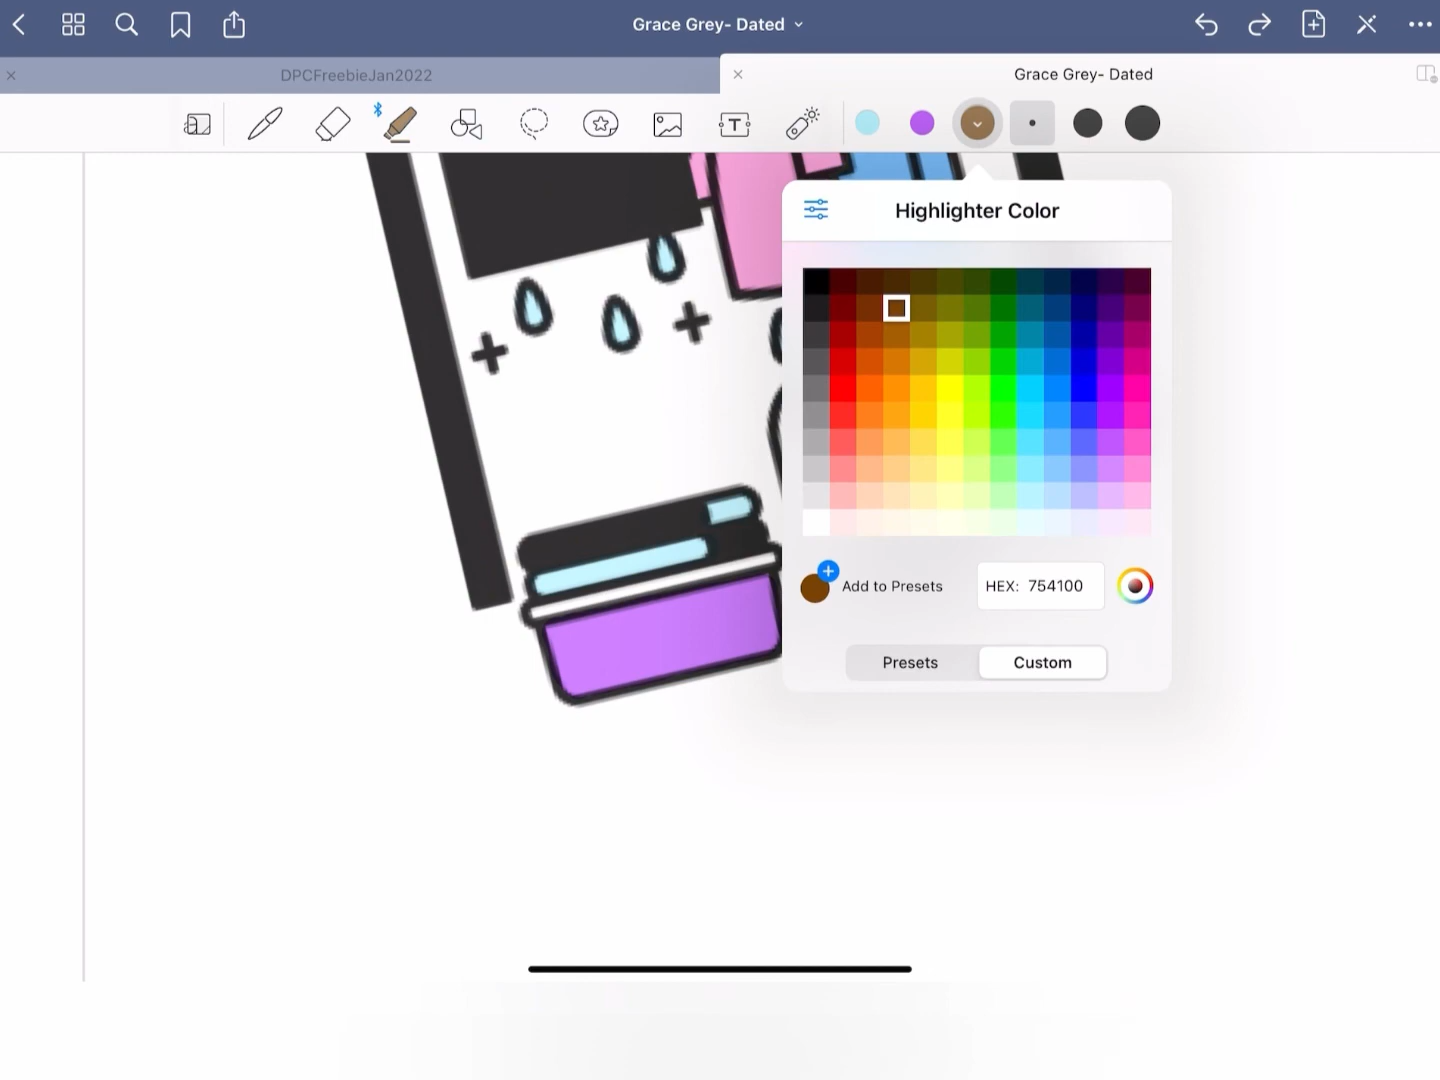 Grace Grey- Dated
DPCFreebieJan2022
Grace Grey- Dated
T
Highlighter Color
Add to Presets
HEX: 754100
Presets
Custom